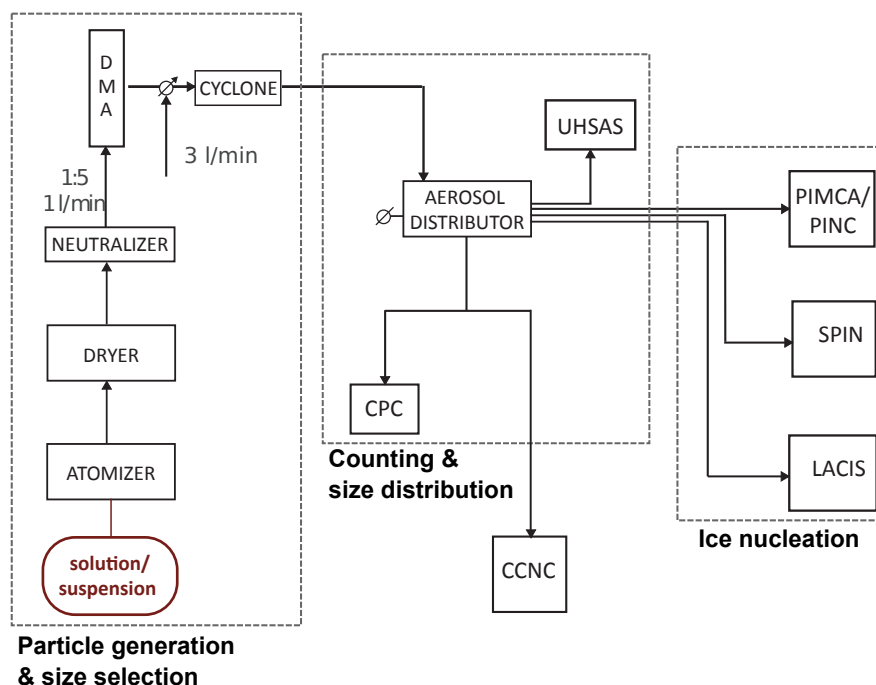 DMA
CYCLONE
3 l/min
1:5
1 l/min
NEUTRALIZER
DRYER
ATOMIZER
solution/
suspension
Particle generation
& size selection
UHSAS
AEROSOL
DISTRIBUTOR
CPC
Counting &
size distribution
CCNC
PIMCA/
PINC
SPIN
LACIS
Ice nucleation